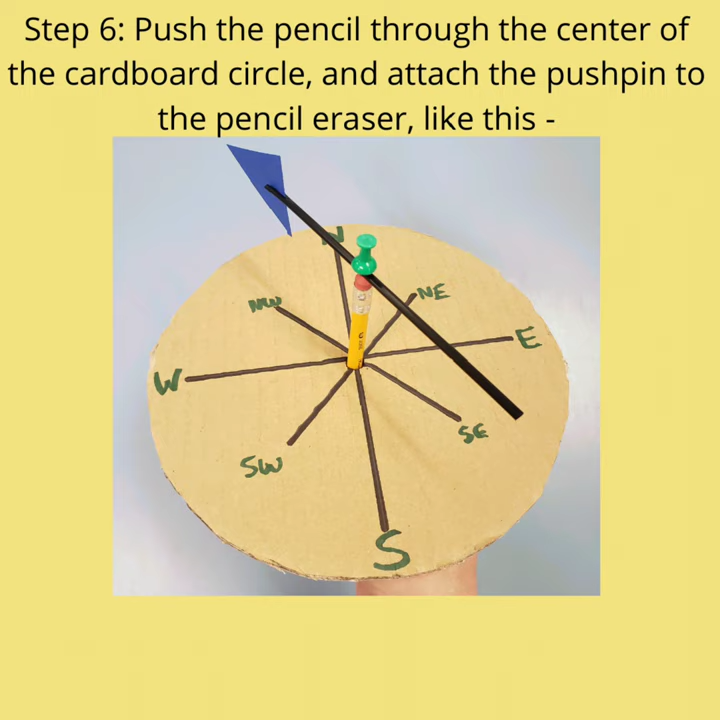 Step 6: Push the pencil through the center of
the cardboard circle, and attach the pushpin to
the pencil eraser, like this -
N
NW
NE
E
W
SE
SW
S